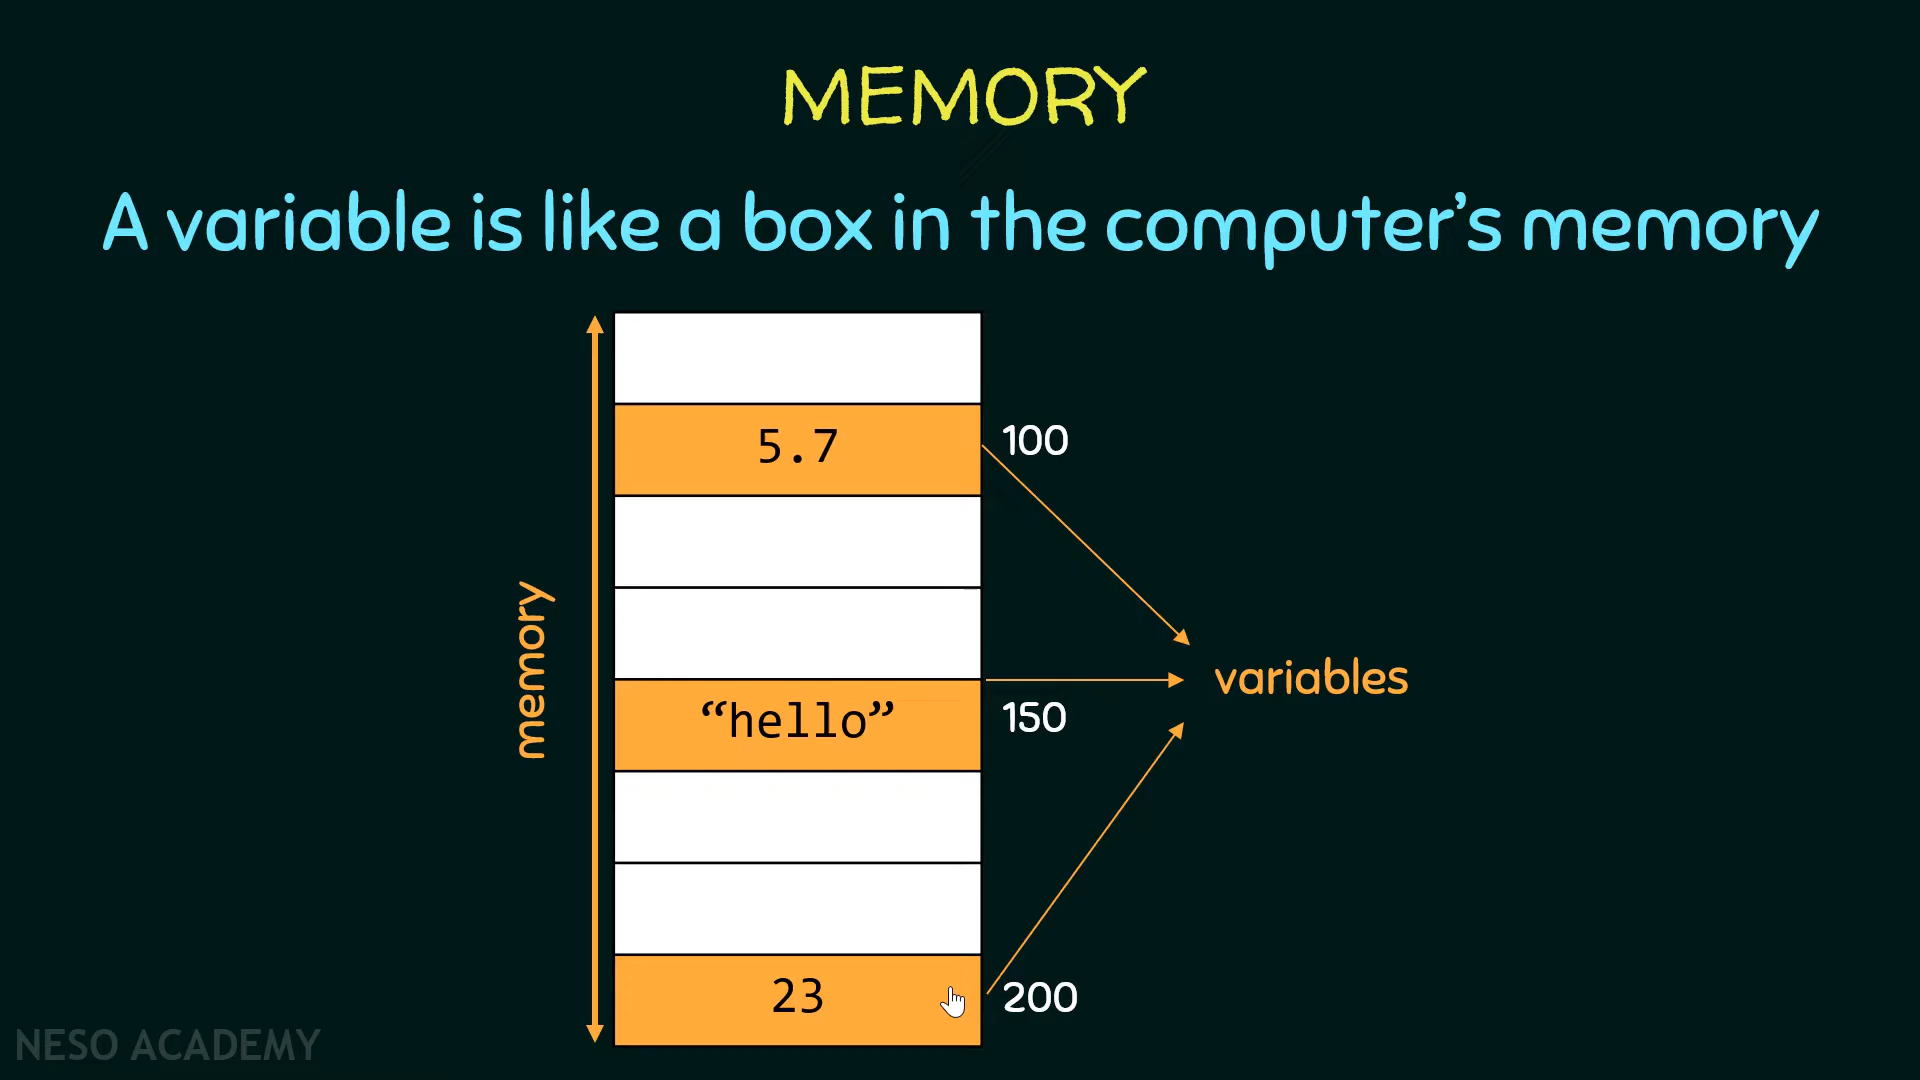 MEMORY
A variable is like a box in the computer’s memory
5.7
100
memory
variables
“hello”
150
23
200
NESO ACADEMY